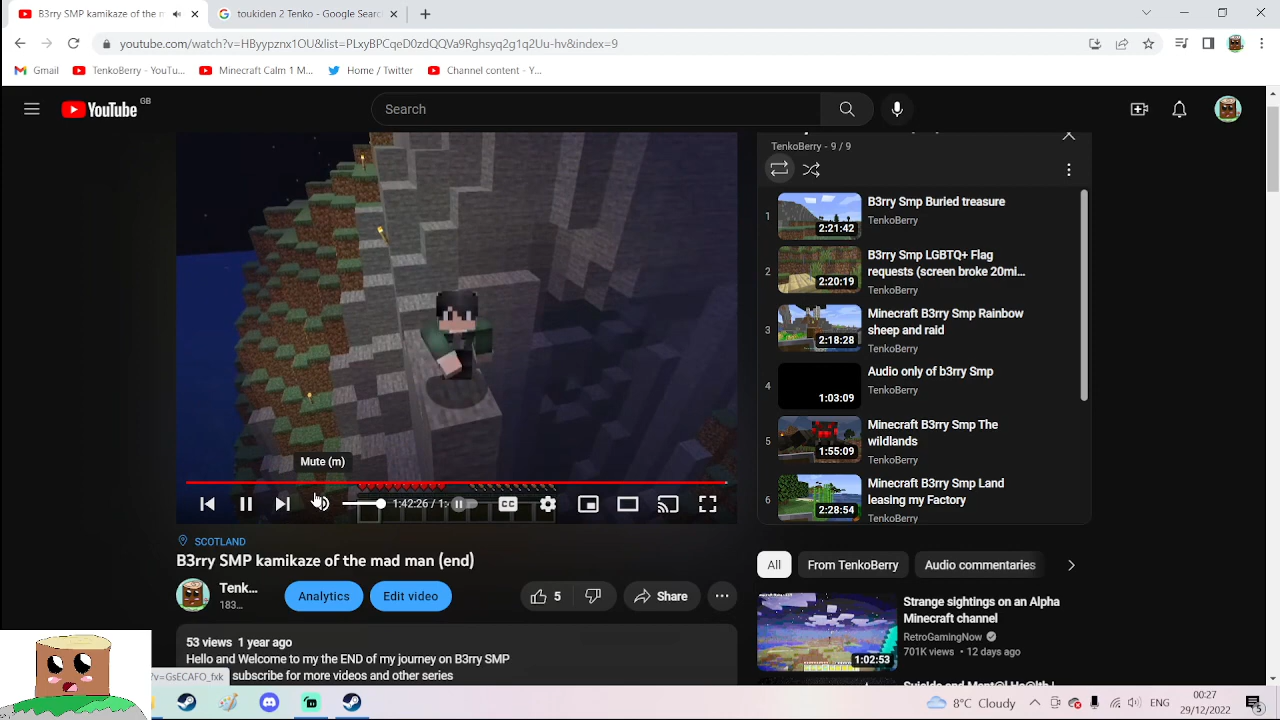 B3rry SMP kamikaze of the m
toukiden 2 Tenko - Google Searc
youtube.com/watch?v=HByypznx1OU&list=PLxyBPCqeD0zdQQVa9Rghsyq2g1q2Uu-hv&index=9
Gmail
TenkoBerry - YouTu...
Minecraft Calm 1 M...
Home / Twitter
Channel content - Y...
YouTube GB
Search
TenkoBerry - 9 / 9
1
2:21:42
B3rry Smp Buried treasure
TenkoBerry
2
2:20:19
B3rry Smp LGBTQ+ Flag
requests (screen broke 20mi...
TenkoBerry
3
2:18:28
Minecraft B3rry Smp Rainbow
sheep and raid
TenkoBerry
4
1:03:09
Audio only of b3rry Smp
TenkoBerry
5
1:55:09
Minecraft B3rry Smp The
wildlands
TenkoBerry
6
2:28:54
Minecraft B3rry Smp Land
leasing my Factory
TenkoBerry
Mute (m)
1:42:26 / 1:
CC
SCOTLAND
B3rry SMP kamikaze of the mad man (end)
Tenk...
183...
Analytics
Edit video
5
Share
53 views 1 year ago
Hello and Welcome to my the END of my journey on B3rry SMP
subscribe for more videos and other series
?v=GsECAFO_fxk
All
From TenkoBerry
Audio commentaries
Strange sightings on an Alpha
Minecraft channel
RetroGamingNow
701K views • 12 days ago
1:02:53
8°C Cloudy
ENG
00:27
29/12/2022
5